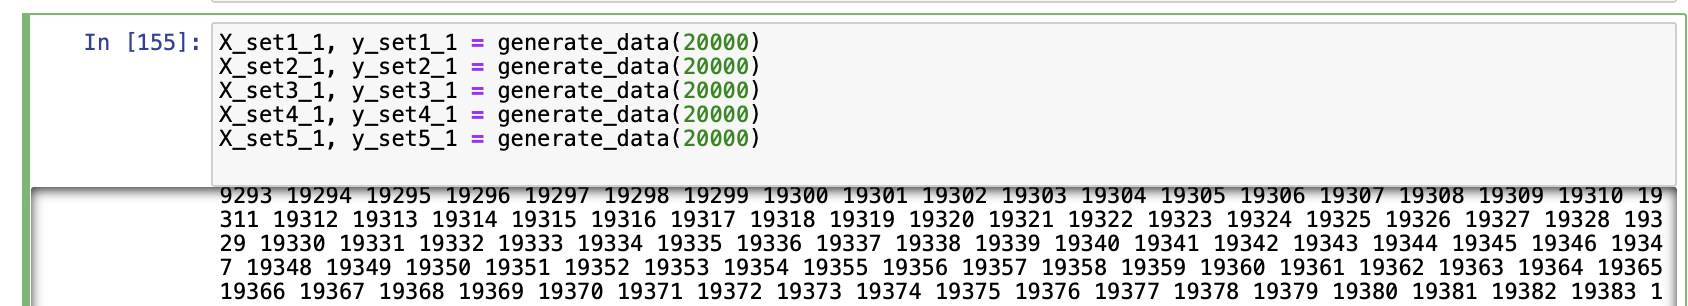 In [155]:
X_set1_1, y_set1_1 = generate_data(20000)
X_set2_1, y_set2_1 = generate_data(20000)
X_set3_1, y_set3_1 = generate_data(20000)
X_set4_1, y_set4_1 = generate_data(20000)
X_set5_1, y_set5_1 = generate_data(20000)
9293 19294 19295 19296 19297 19298 19299 19300 19301 19302 19303 19304 19305 19306 19307 19308 19309 19310 19
311 19312 19313 19314 19315 19316 19317 19318 19319 19320 19321 19322 19323 19324 19325 19326 19327 19328 193
29 19330 19331 19332 19333 19334 19335 19336 19337 19338 19339 19340 19341 19342 19343 19344 19345 19346 1934
7 19348 19349 19350 19351 19352 19353 19354 19355 19356 19357 19358 19359 19360 19361 19362 19363 19364 19365
19366 19367 19368 19369 19370 19371 19372 19373 19374 19375 19376 19377 19378 19379 19380 19381 19382 19383 1